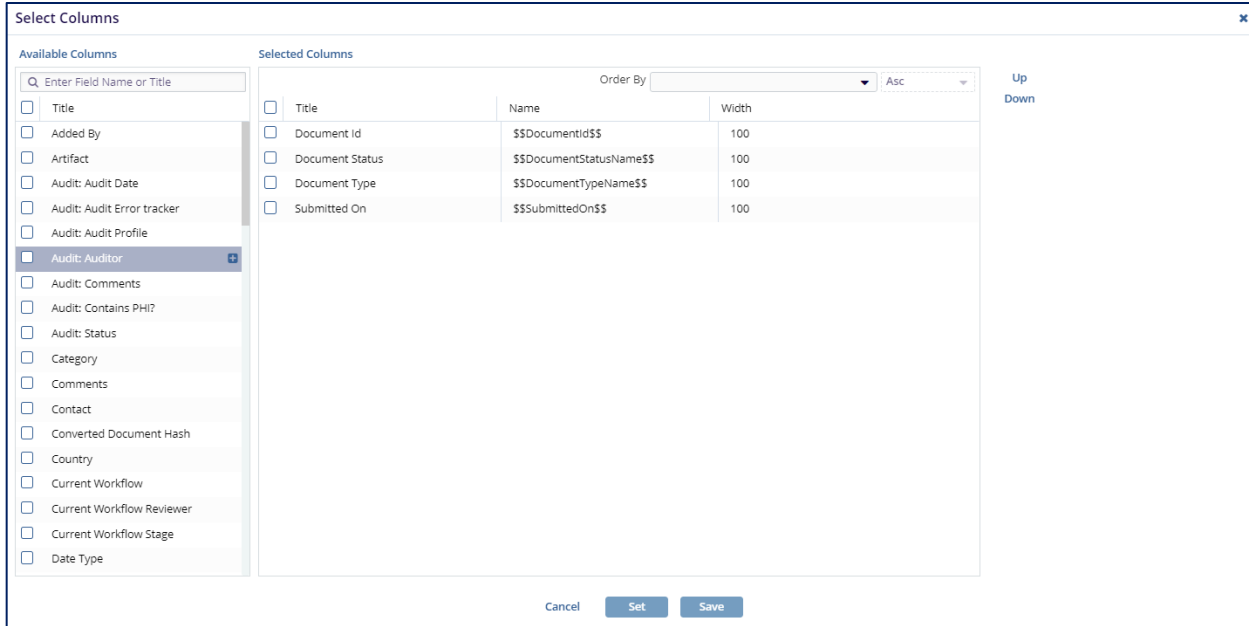 Select Columns
Available Columns
Selected Columns
Enter Field Name or Title
Order By
Asc
Up
Down
Title
Title Name Width
Added By
Document Id $$DocumentId$$ 100
Artifact
Document Status $$DocumentStatusName$$ 100
Audit: Audit Date
Document Type $$DocumentTypeName$$ 100
Audit: Audit Error tracker
Submitted On $$SubmittedOn$$ 100
Audit: Audit Profile
Audit: Auditor
Audit: Comments
Audit: Contains PHI?
Audit: Status
Category
Comments
Contact
Converted Document Hash
Country
Current Workflow
Current Workflow Reviewer
Current Workflow Stage
Date Type
Cancel Set Save